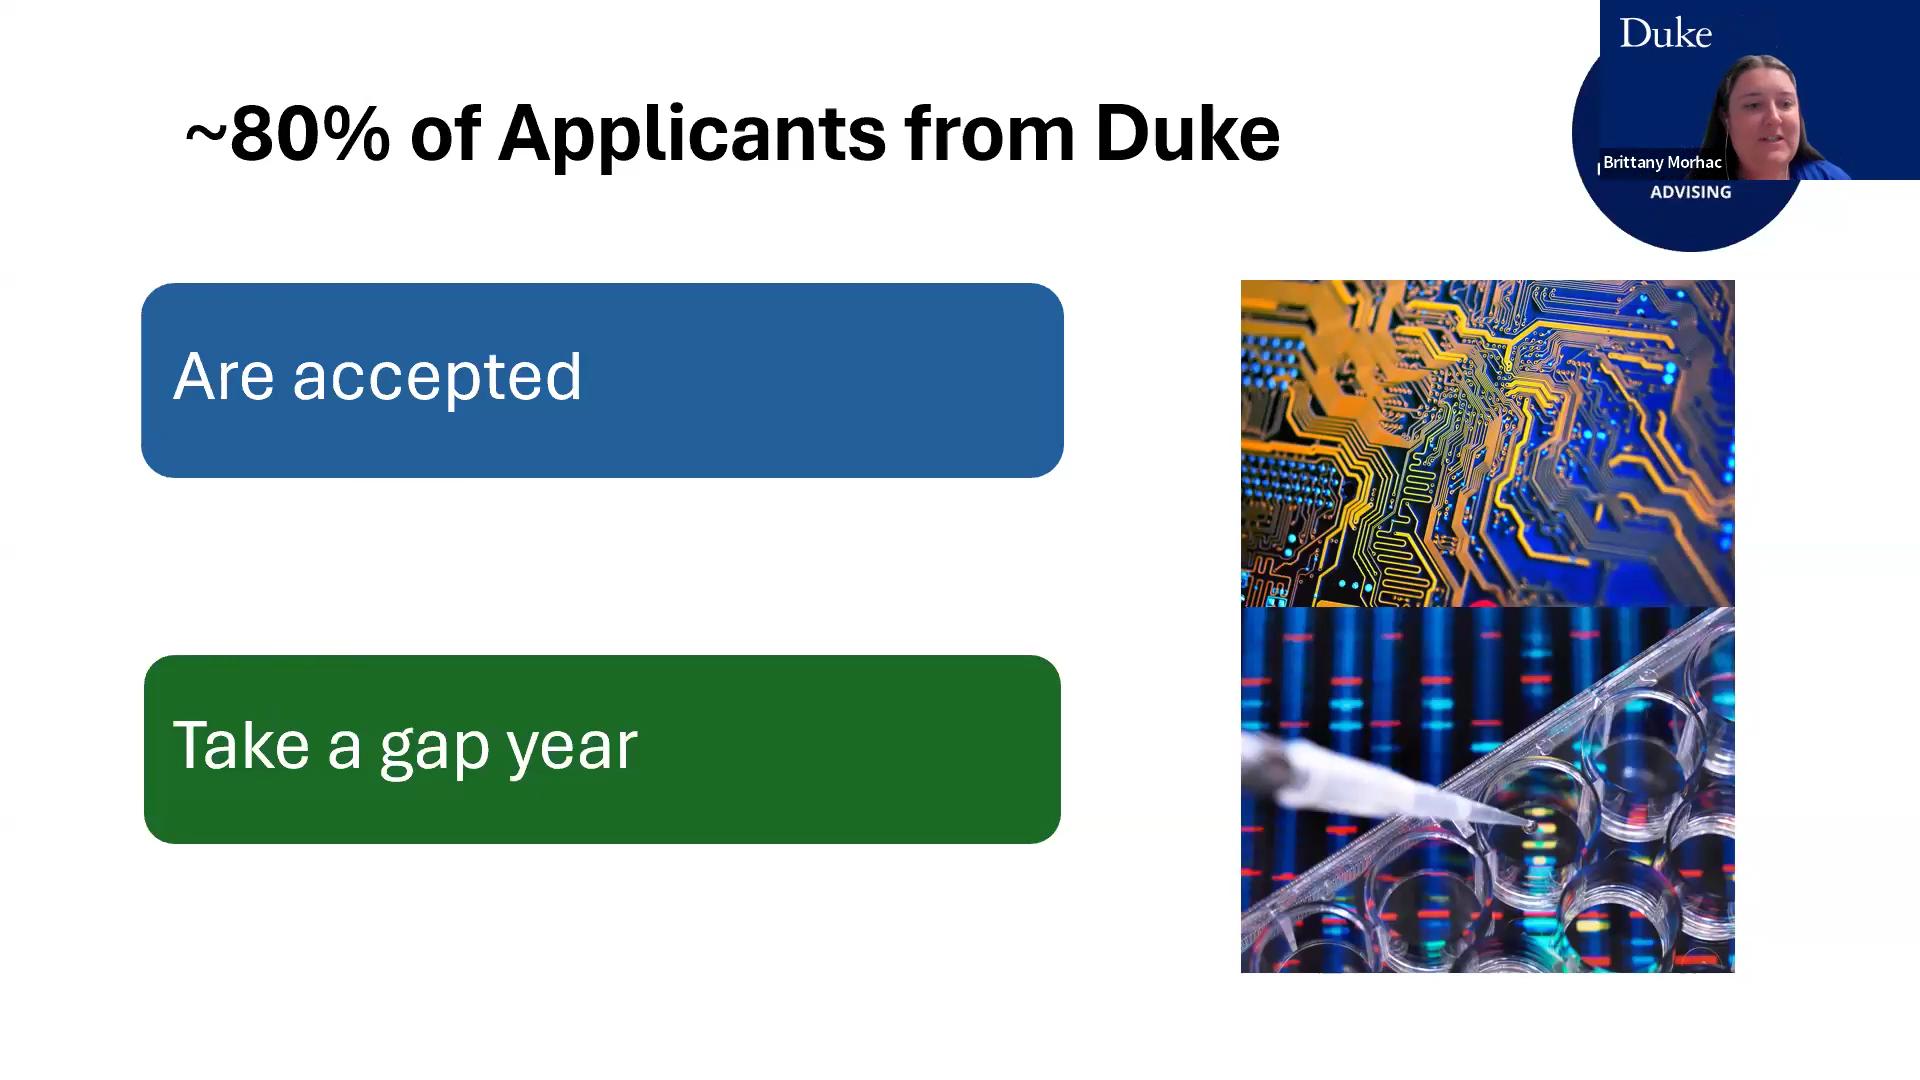 Duke
~80% of Applicants from Duke
Brittany Morhac
ADVISING
Are accepted
Take a gap year